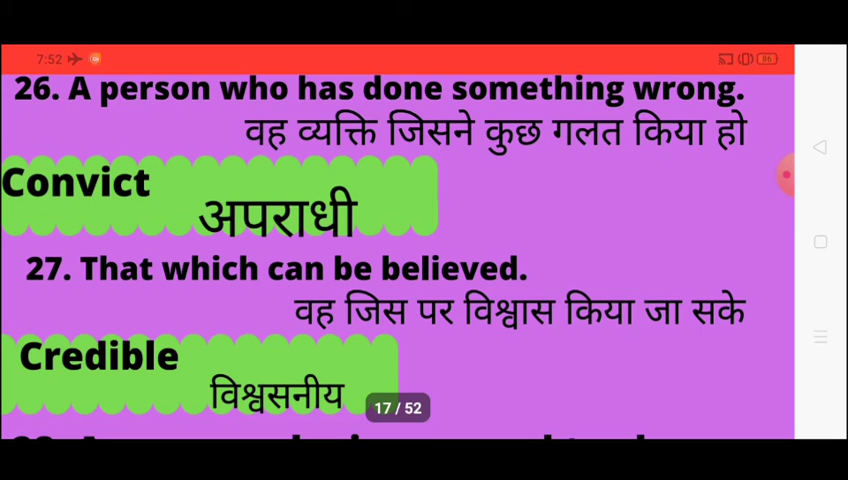 7:52
86
26. A person who has done something wrong.
वह व्यक्ति जिसने कुछ गलत किया हो
Convict
अपराधी
27. That which can be believed.
वह जिस पर विश्वास किया जा सके
Credible
विश्वसनीय
17 / 52